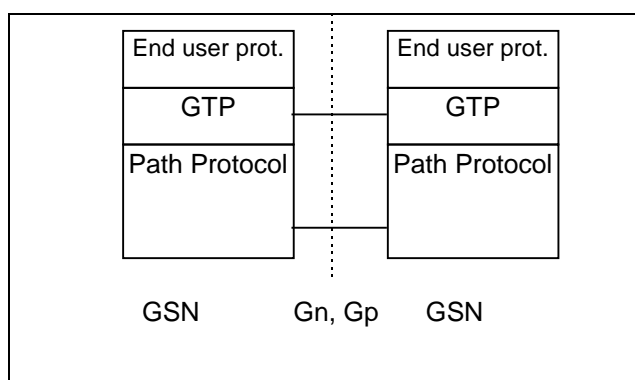 End user prot. End user prot.
GTP GTP
Path Protocol Path Protocol
GSN Gn, Gp GSN